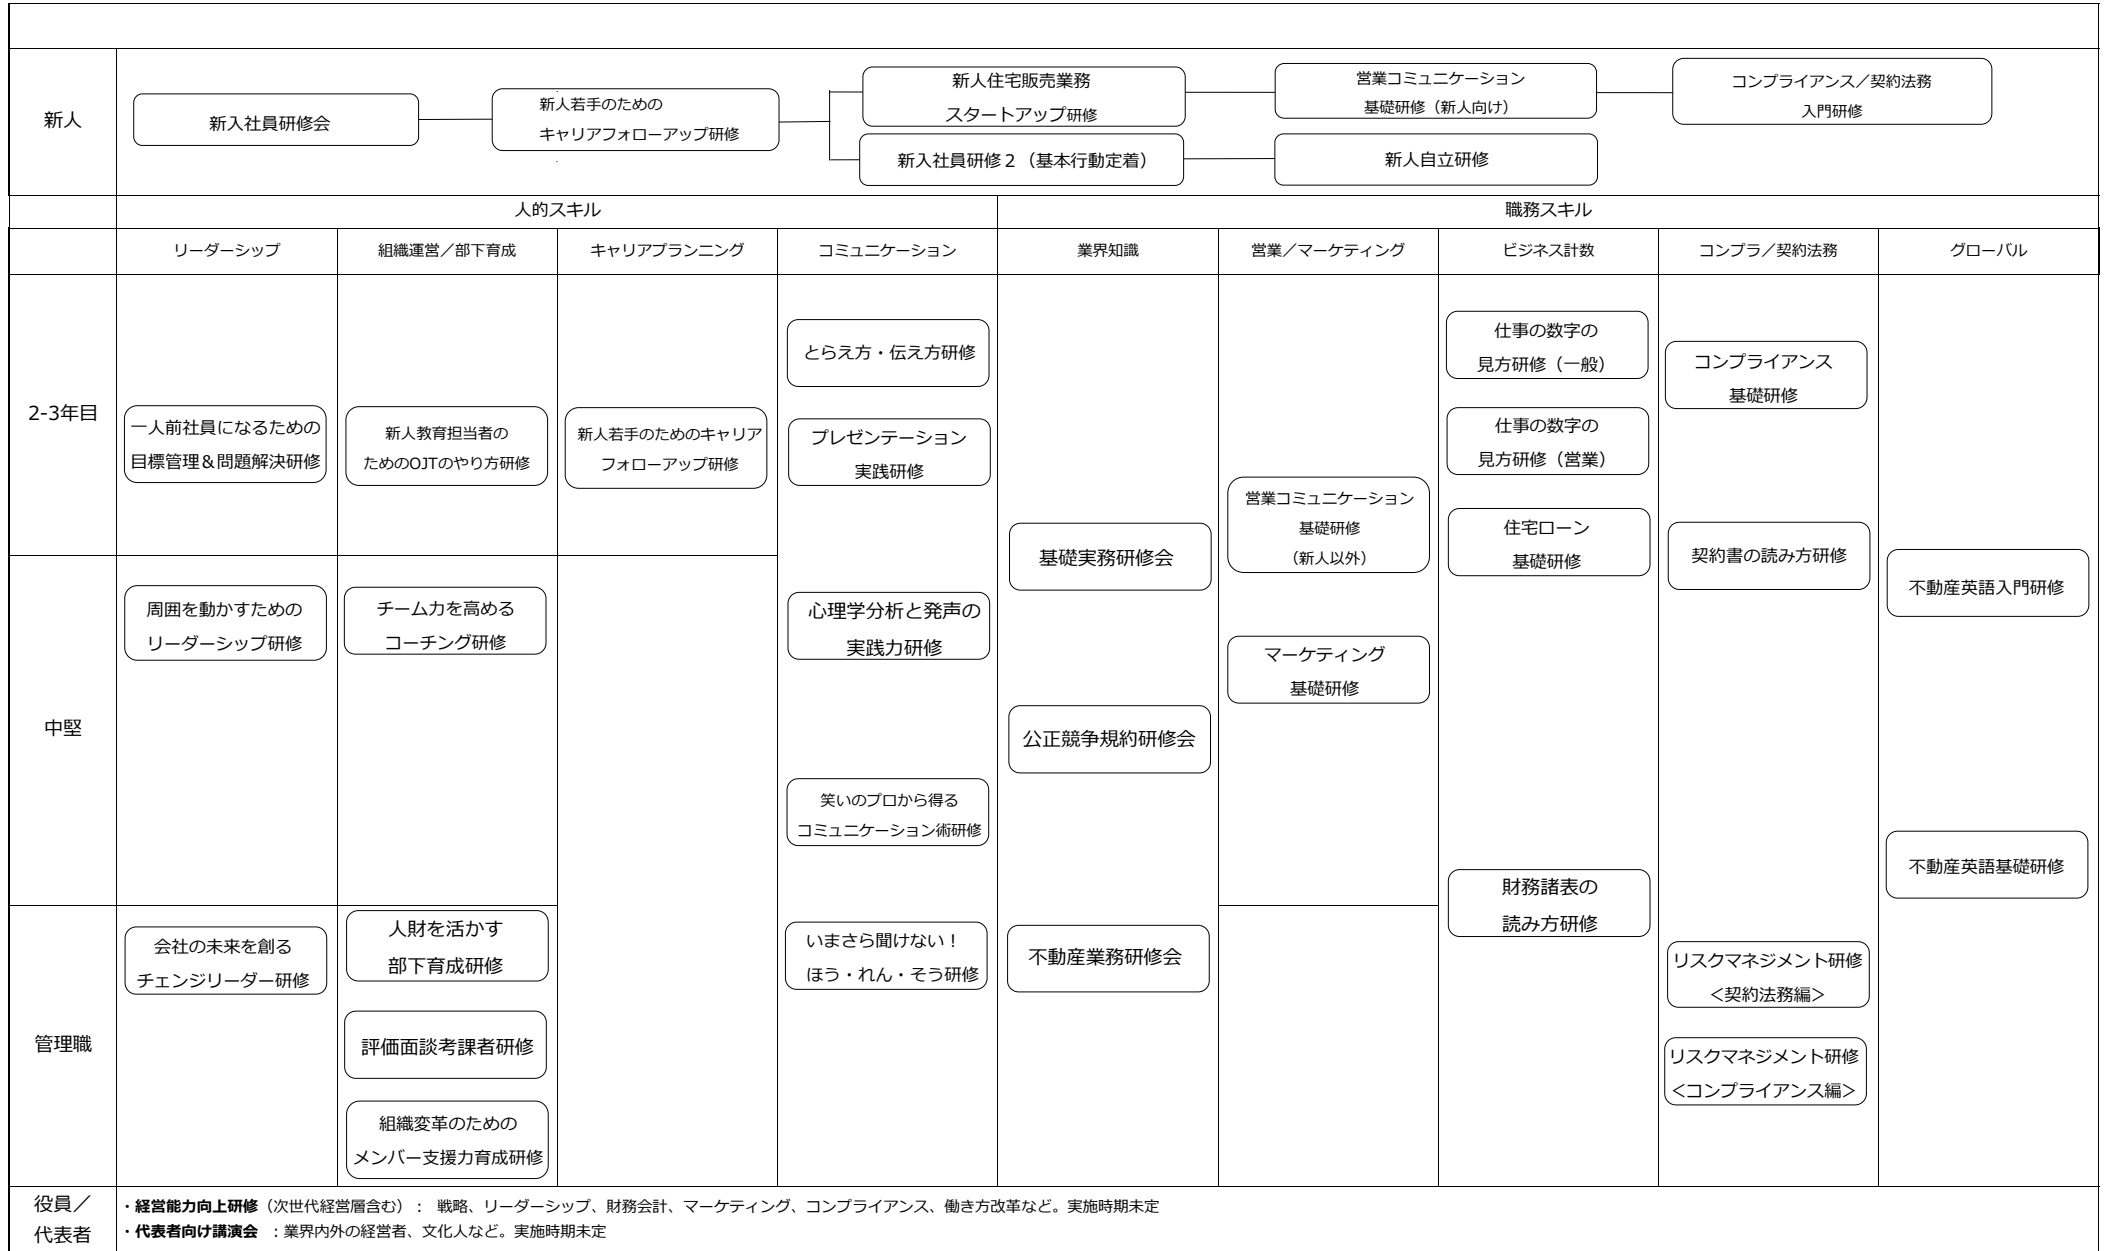 新人
新入社員研修会
新人若手のための
キャリアフォローアップ研修
新人住宅販売業務
スタートアップ研修
営業コミュニケーション
基礎研修（新人向け）
コンプライアンス／契約法務
入門研修
新入社員研修２（基本行動定着）
新人自立研修
人的スキル
職務スキル
リーダーシップ
組織運営／部下育成
キャリアプランニング
コミュニケーション
業界知識
営業／マーケティング
ビジネス計数
コンプラ／契約法務
グローバル
2-3年目
一人前社員になるための
目標管理＆問題解決研修
新人教育担当者の
ためのOJTのやり方研修
新人若手のためのキャリア
フォローアップ研修
とらえ方・伝え方研修
プレゼンテーション
実践研修
基礎実務研修会
営業コミュニケーション
基礎研修
（新人以外）
仕事の数字の
見方研修（一般）
仕事の数字の
見方研修（営業）
住宅ローン
基礎研修
コンプライアンス
基礎研修
契約書の読み方研修
不動産英語入門研修
中堅
周囲を動かすための
リーダーシップ研修
チーム力を高める
コーチング研修
心理学分析と発声の
実践力研修
笑いのプロから得る
コミュニケーション術研修
公正競争規約研修会
マーケティング
基礎研修
財務諸表の
読み方研修
不動産英語基礎研修
管理職
会社の未来を創る
チェンジリーダー研修
人財を活かす
部下育成研修
評価面談考課者研修
組織変革のための
メンバー支援力育成研修
いまさら聞けない！
ほう・れん・そう研修
不動産業務研修会
リスクマネジメント研修
＜契約法務編＞
リスクマネジメント研修
＜コンプライアンス編＞
役員／
代表者
・経営能力向上研修（次世代経営層含む）： 戦略、リーダーシップ、財務会計、マーケティング、コンプライアンス、働き方改革など。実施時期未定
・代表者向け講演会 ：業界内外の経営者、文化人など。実施時期未定